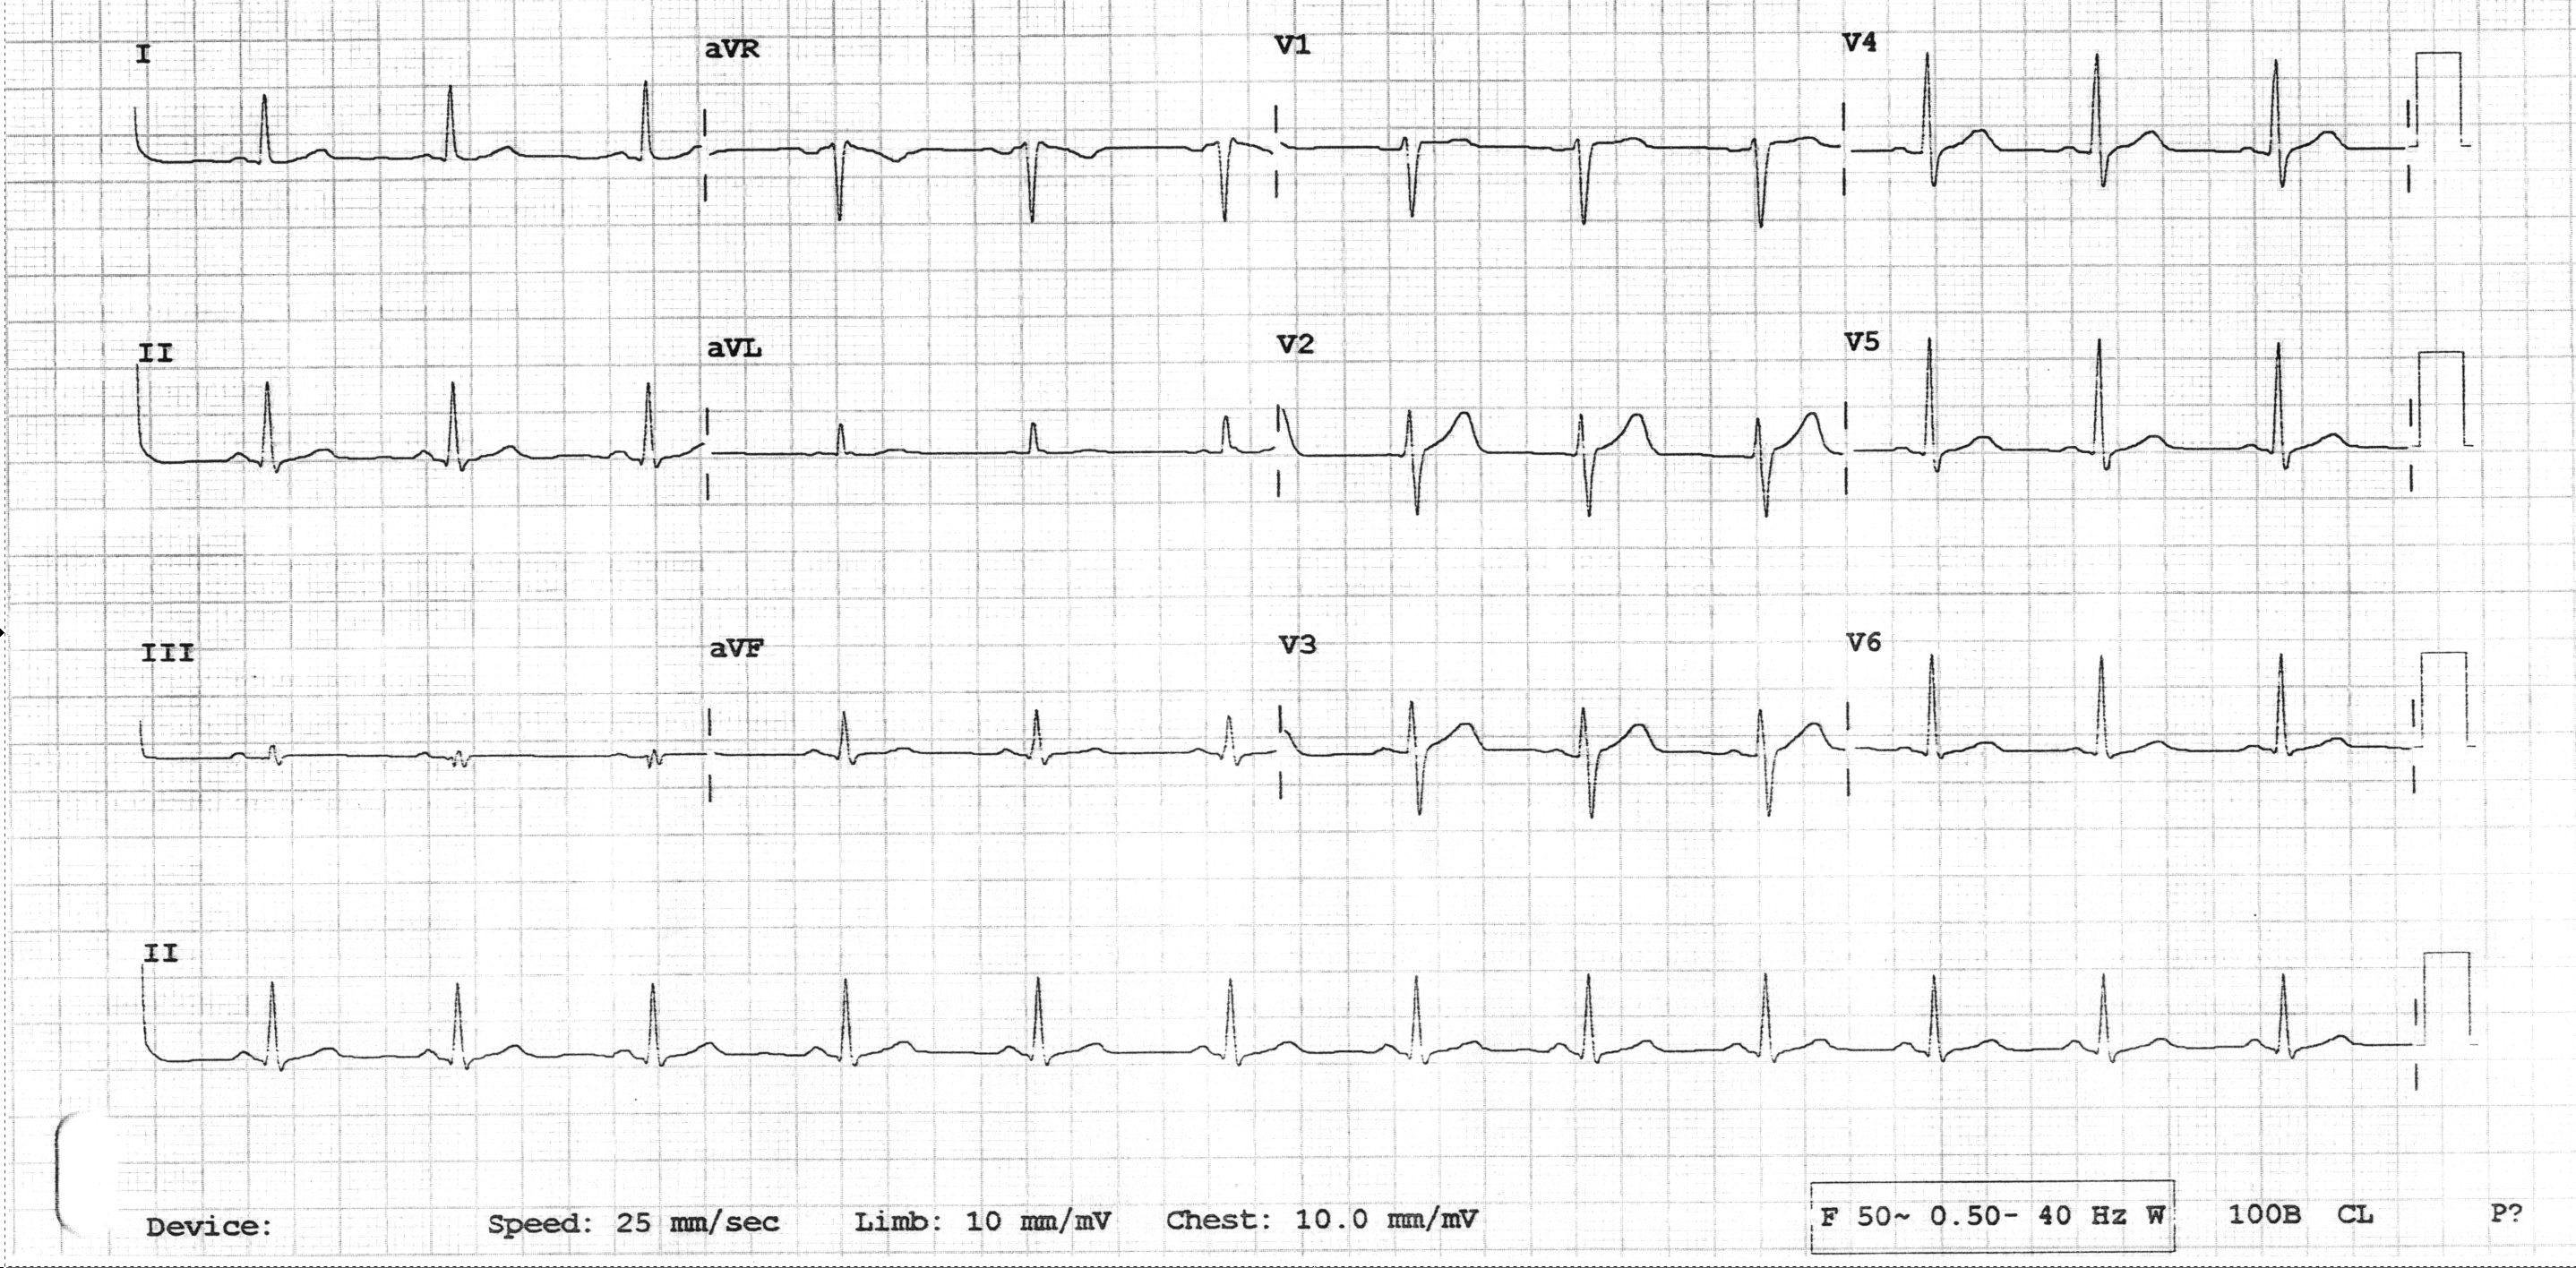 I aVR V1 V4
II aVL V2 V5
III aVF V3 V6
II
Device: Speed: 25 mm/sec Limb: 10 mm/mV Chest: 10.0 mm/mV F 50~ 0.50- 40 Hz W 100B CL P?